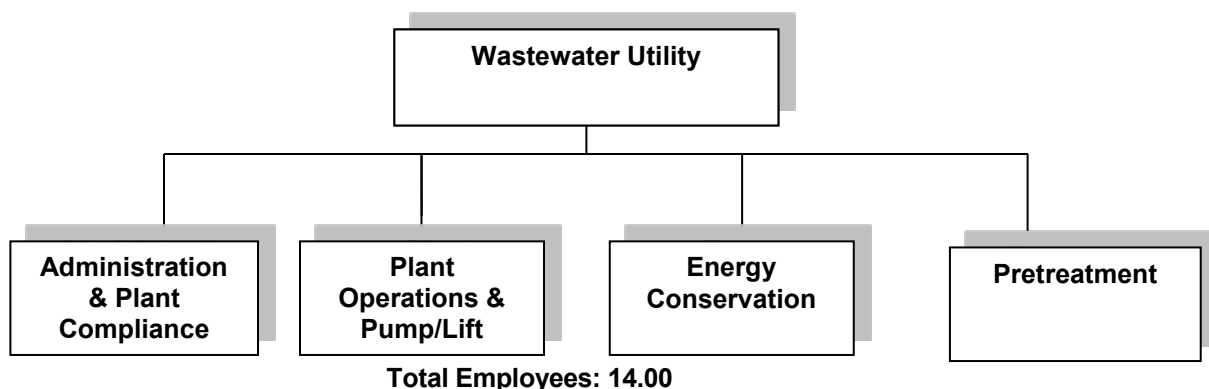 Wastewater Utility
Administration
& Plant
Compliance
Plant
Operations &
Pump/Lift
Energy
Conservation
Pretreatment
Total Employees: 14.00